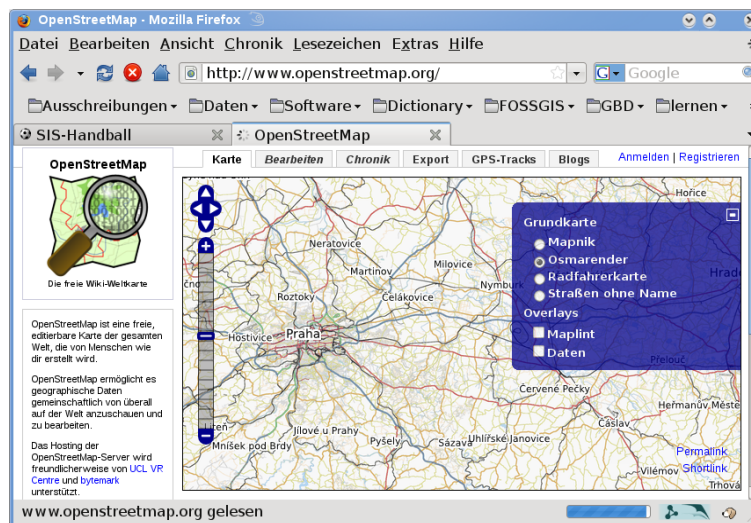 OpenStreetMap - Mozilla Firefox
Datei Bearbeiten Ansicht Chronik Lesezeichen Extras Hilfe
http://www.openstreetmap.org/
G Google
Ausschreibungen Daten Software Dictionary FOSSGIS GBD lernen
SIS-Handball OpenStreetMap
OpenStreetMap
Karte Bearbeiten Chronik Export GPS-Tracks Blogs Anmelden | Registrieren
Die freie Wiki-Weltkarte
OpenStreetMap ist eine freie,
editierbare Karte der gesamten
Welt, die von Menschen wie
dir erstellt wird.
OpenStreetMap ermöglicht es
geographische Daten
gemeinschaftlich von überall
auf der Welt anzuschauen und
zu bearbeiten.
Das Hosting der
OpenStreetMap-Server wird
freundlicherweise von UCL VR
Centre und bytemark
unterstützt.
Hořice
Neratovice
Martinov
Milovice
Roztoky
Čelákovice
Nymburk
Hostivice
Praha
Přelouč
Červené Pečky
Heřmanův Měste
Čáslav
Jílové u Prahy
Pyšely
Sázava
Uhlířské Janovice
Mníšek pod Brdy
Vilémov
Trhová
Grundkarte
Mapnik
Osmarender
Radfahrerkarte
Straßen ohne Name
Overlays
Maplint
Daten
Permalink
Shortlink
www.openstreetmap.org gelesen